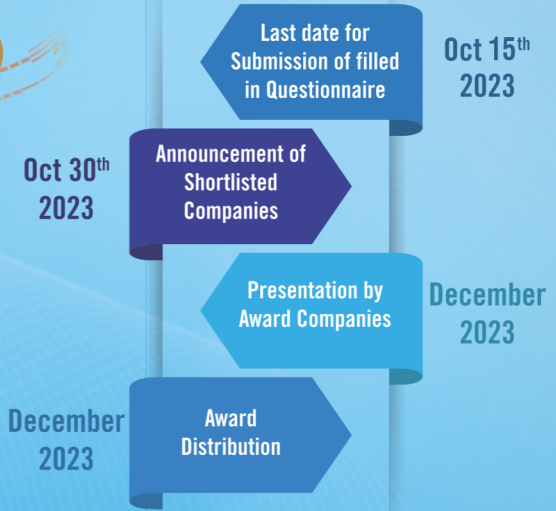 Last date for
Submission of filled
in Questionnaire
Oct 15th
2023
Oct 30th
2023
Announcement of
Shortlisted
Companies
Presentation by
Award Companies
December
2023
December
2023
Award
Distribution